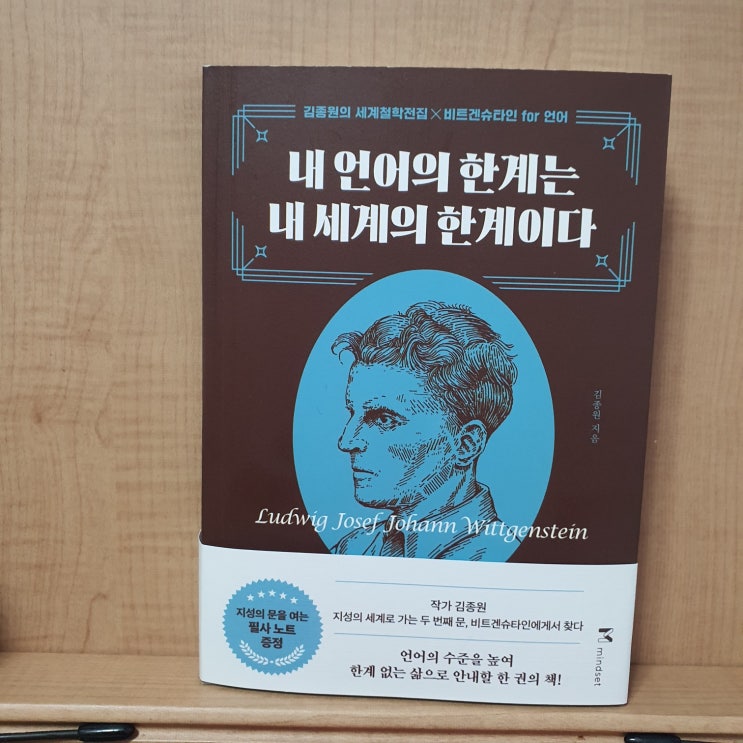 김종원의 세계철학전집×비트겐슈타인 for 언어
내 언어의 한계는
내 세계의 한계이다
김종원 지음
Ludwig Josef Johann Wittgenstein
지성의 문을 여는
필사 노트
증정
작가 김종원
지성의 세계로 가는 두 번째 문, 비트겐슈타인에게서 찾다
언어의 수준을 높여
한계 없는 삶으로 안내할 한 권의 책!
mindset